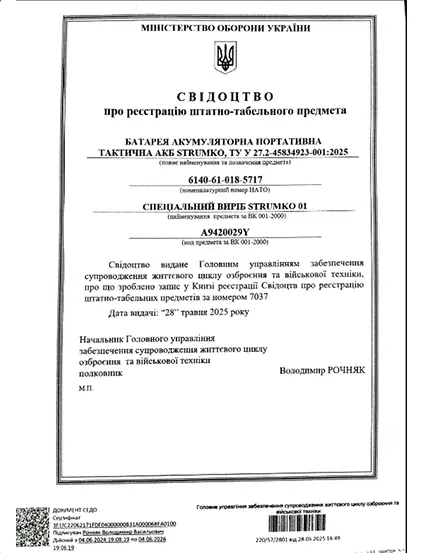 МІНІСТЕРСТВО ОБОРОНИ УКРАЇНИ
СВІДОЦТВО
про реєстрацію штатно-табельного предмета
БАТАРЕЯ АКУМУЛЯТОРНА ПОРТАТИВНА
ТАКТИЧНА АКБ STRUMKO, ТУ У 27.2-45834923-001:2025
(повне найменування та позначення предмета)
6140-61-018-5717
(номенклатурний номер НАТО)
СПЕЦІАЛЬНИЙ ВИРІБ STRUMKO 01
(найменування предмета за ВК 001-2000)
A9420029Y
(код предмета за ВК 001-2000)
Свідоцтво видане Головним управлінням забезпечення
супроводження життєвого циклу озброєння та військової техніки,
про що зроблено запис у Книзі реєстрації Свідоцтв про реєстрацію
штатно-табельних предметів за номером 7037
Дата видачі: “28” травня 2025 року
Начальник Головного управління
забезпечення супроводження життєвого циклу
озброєння та військової техніки
полковник
Володимир РОЧНЯК
М.П.
ДОКУМЕНТ СЕДО
Сертифікат
Підписувач Рочняк Володимир Васильович
Дійсний з 04.06.2024 19:08:19 по 04.06.2026
19:08:19
Головне управління забезпечення супроводження життєвого циклу озброєння та
військової техніки
220/57/2801 від 28.05.2025 16:49